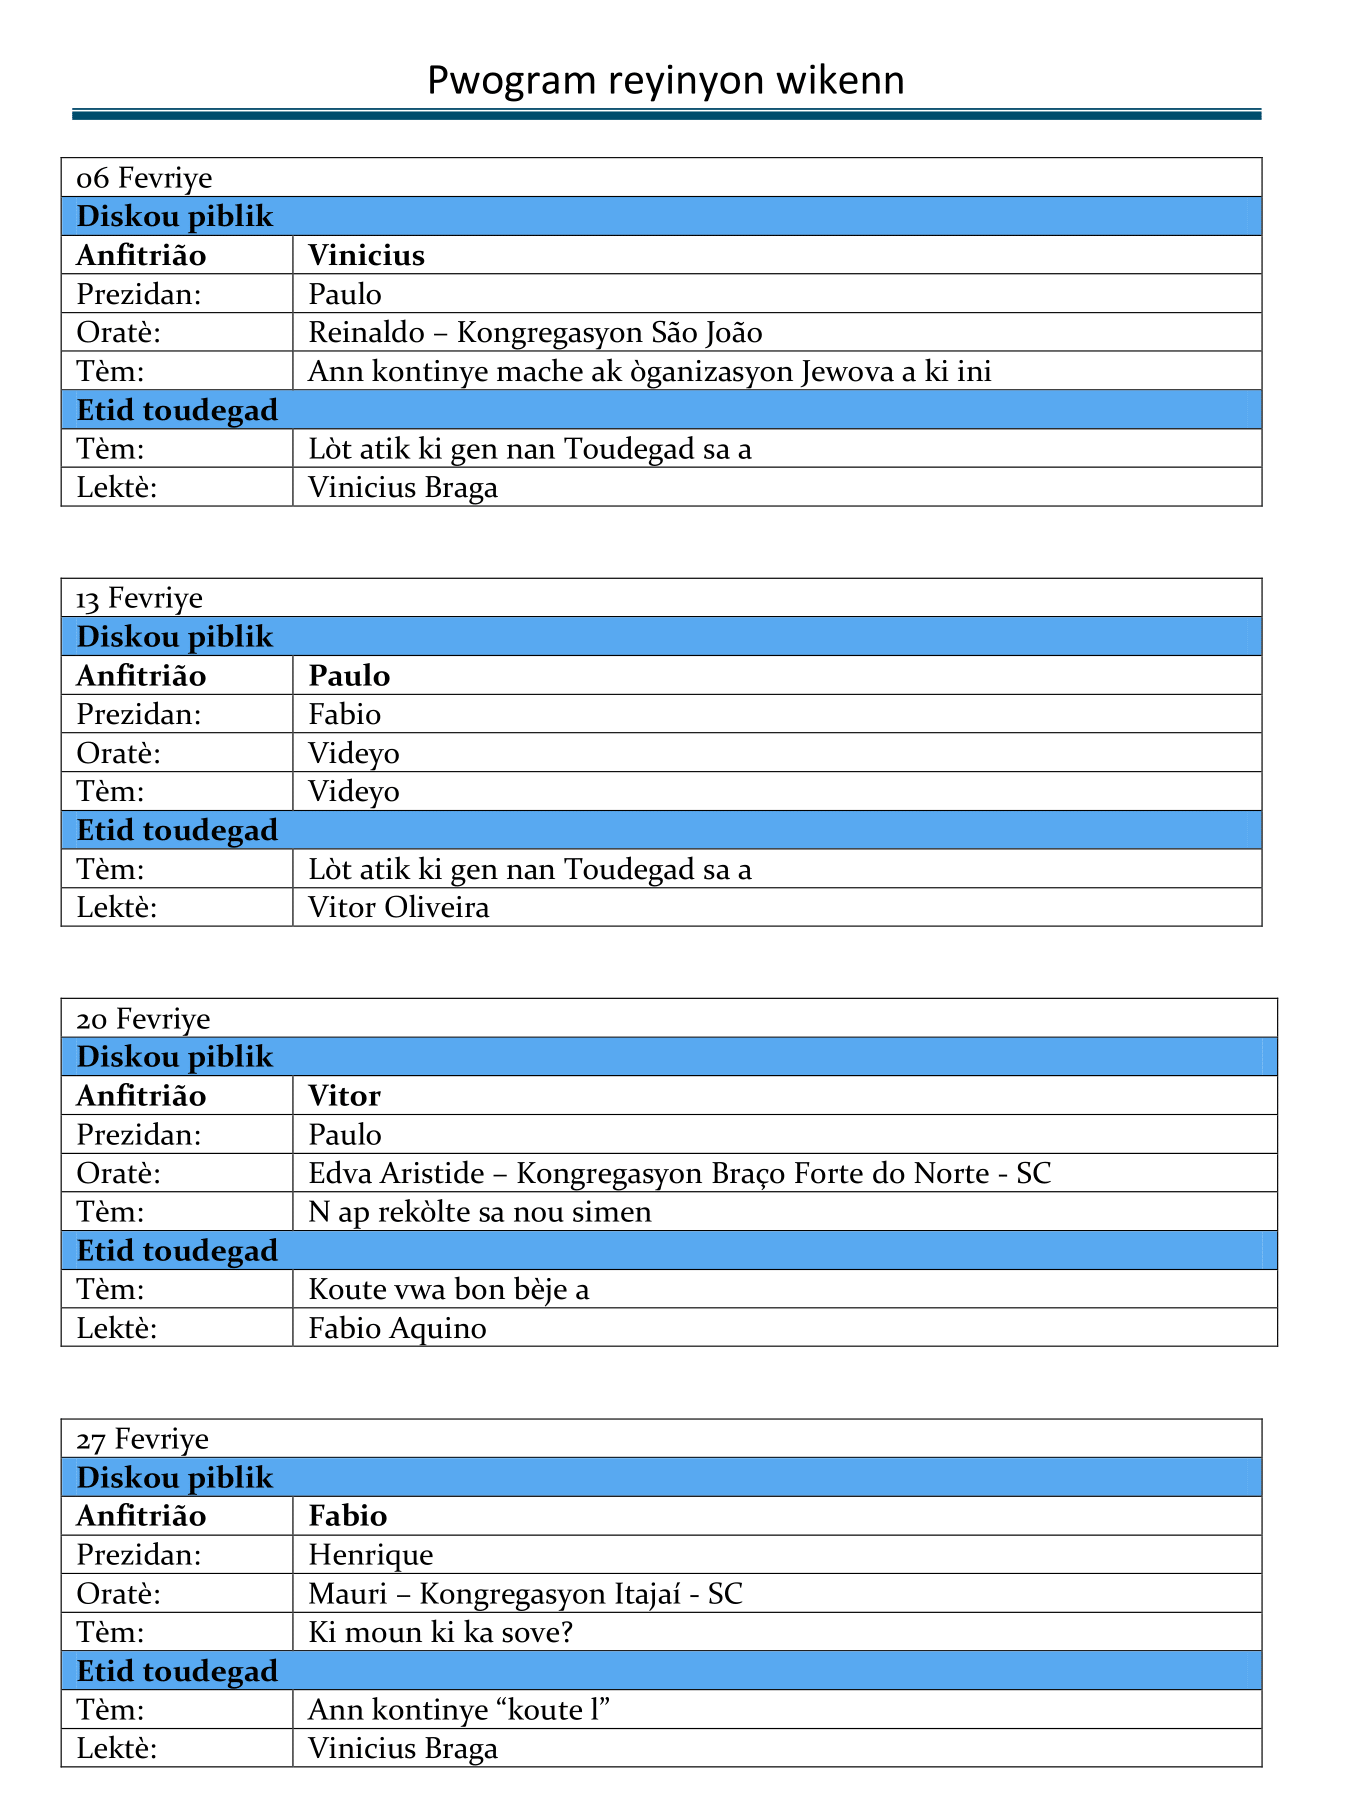 Pwogram reyinyon wikenn
06 Fevriye
Diskou piblik
Anfitrião Vinicius
Prezidan: Paulo
Oratè: Reinaldo – Kongregasyon São João
Tèm: Ann kontinye mache ak òganizasyon Jewova a ki ini
Etid toudegad
Tèm: Lòt atik ki gen nan Toudegad sa a
Lektè: Vinicius Braga
13 Fevriye
Diskou piblik
Anfitrião Paulo
Prezidan: Fabio
Oratè: Videyo
Tèm: Videyo
Etid toudegad
Tèm: Lòt atik ki gen nan Toudegad sa a
Lektè: Vitor Oliveira
20 Fevriye
Diskou piblik
Anfitrião Vitor
Prezidan: Paulo
Oratè: Edva Aristide – Kongregasyon Braço Forte do Norte - SC
Tèm: N ap rekòlte sa nou simen
Etid toudegad
Tèm: Koute vwa bon bèje a
Lektè: Fabio Aquino
27 Fevriye
Diskou piblik
Anfitrião Fabio
Prezidan: Henrique
Oratè: Mauri – Kongregasyon Itajaí - SC
Tèm: Ki moun ki ka sove?
Etid toudegad
Tèm: Ann kontinye “koute l”
Lektè: Vinicius Braga